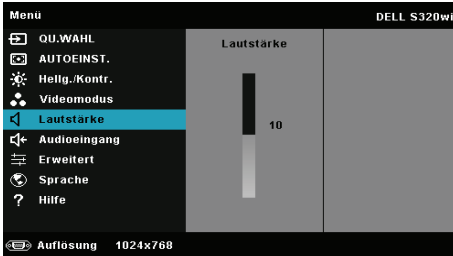 Menü DELL S320wi
QU.WAHL
AUTOEINST.
Hellg./Kontr.
Videomodus
Lautstärke
Audioeingang
Erweitert
Sprache
Hilfe
Lautstärke
10
Auflösung 1024x768